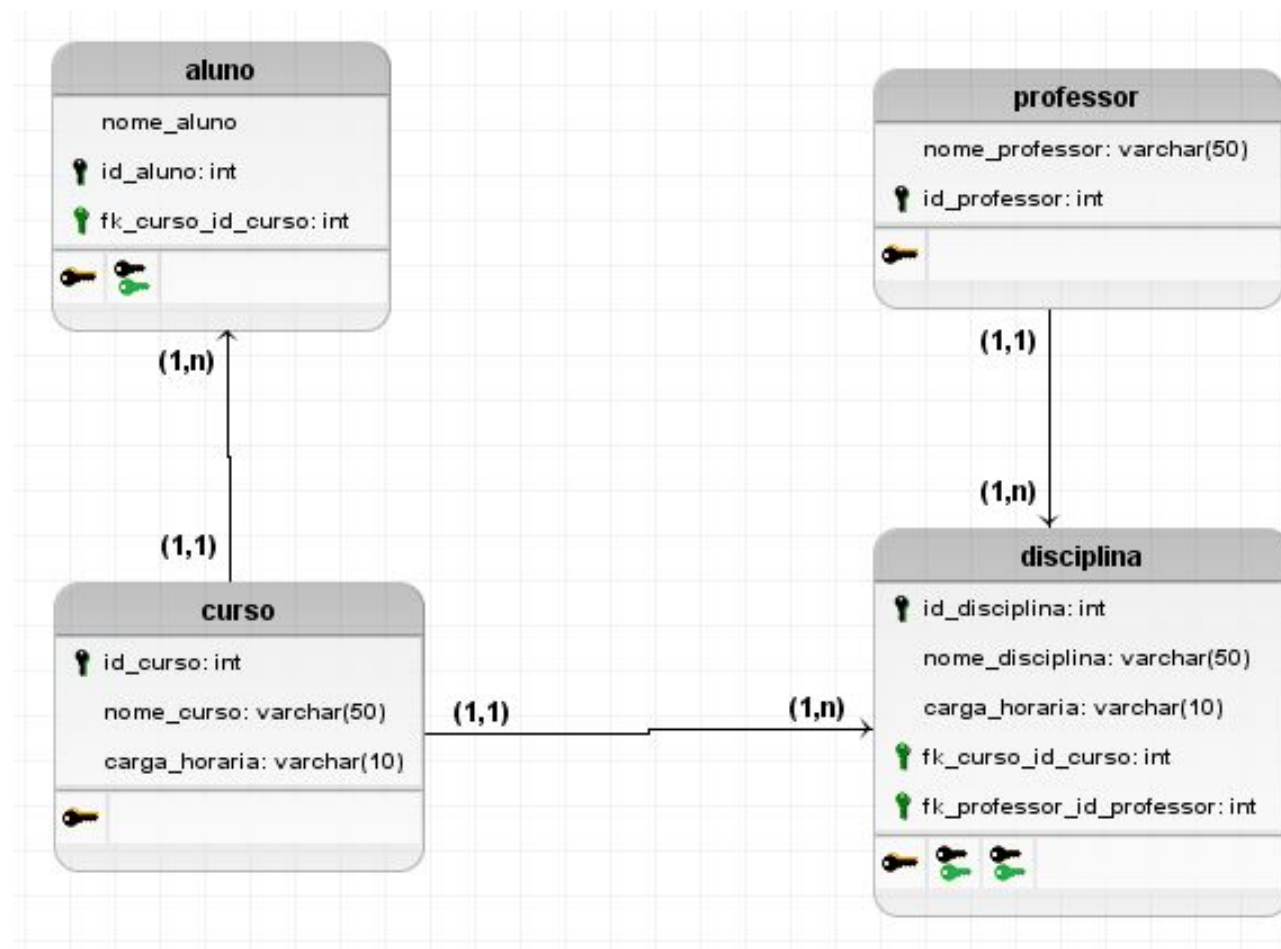 aluno
nome_aluno
id_aluno: int
fk_curso_id_curso: int
(1,n)
(1,1)
curso
id_curso: int
nome_curso: varchar(50)
carga_horaria: varchar(10)
(1,1)
(1,n)
professor
nome_professor: varchar(50)
id_professor: int
(1,1)
(1,n)
disciplina
id_disciplina: int
nome_disciplina: varchar(50)
carga_horaria: varchar(10)
fk_curso_id_curso: int
fk_professor_id_professor: int